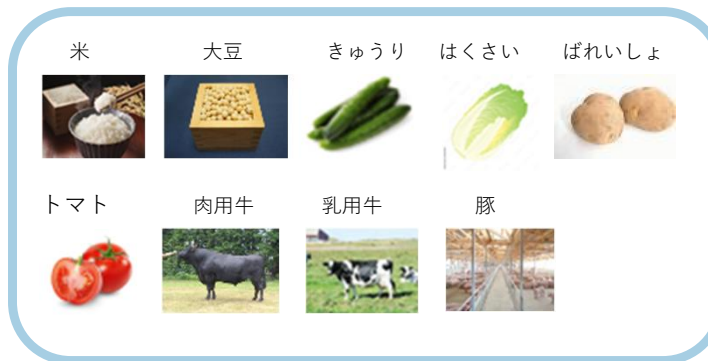 米 大豆 きゅうり はくさい ばれいしょ
トマト 肉用牛 乳用牛 豚